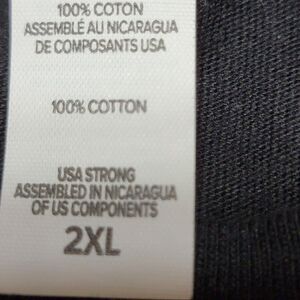 100% COTON
ASSEMBLÉ AU NICARAGUA
DE COMPOSANTS USA
100% COTTON
USA STRONG
ASSEMBLED IN NICARAGUA
OF US COMPONENTS
2XL